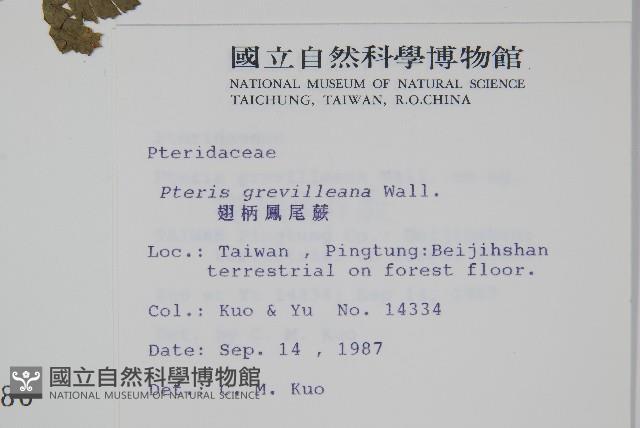 國立自然科學博物館
NATIONAL MUSEUM OF NATURAL SCIENCE
TAICHUNG, TAIWAN, R.O.CHINA
Pteridaceae
Pteris grevilleana Wall.
翅柄鳳尾蕨
Loc.: Taiwan , Pingtung:Beijihshan
terrestrial on forest floor.
Col.: Kuo & Yu No. 14334
Date: Sep. 14 , 1987
Det.: C. M. Kuo
國立自然科學博物館
NATIONAL MUSEUM OF NATURAL SCIENCE